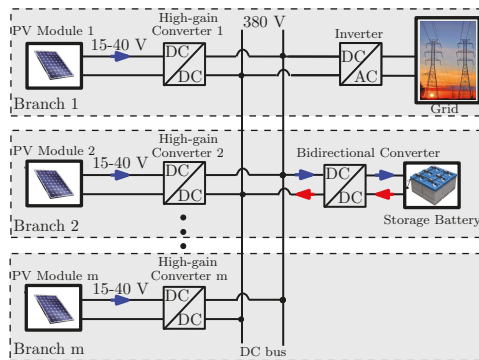 PV Module 1
High-gain
Converter 1
380 V
15-40 V
DC
DC
Inverter
DC
AC
Grid
Branch 1
PV Module 2
High-gain
Converter 2
15-40 V
DC
DC
Bidirectional Converter
DC
DC
Storage Battery
Branch 2
PV Module m
High-gain
Converter m
15-40 V
DC
DC
Branch m
DC bus